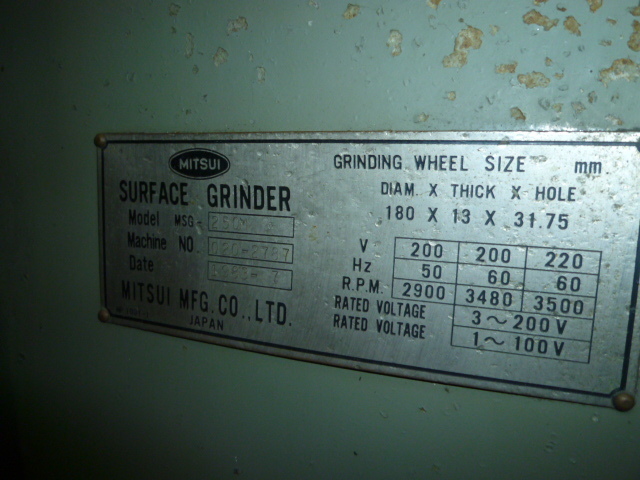 MITSUI
SURFACE GRINDER
Model MSG-
Machine NO.
Date
MITSUI MFG. CO., LTD.
JAPAN
GRINDING WHEEL SIZE mm
DIAM. X THICK X HOLE
180 X 13 X 31.75
V 200 200 220
Hz 50 60 60
R.P.M. 2900 3480 3500
RATED VOLTAGE 3～200V
RATED VOLTAGE 1～100V